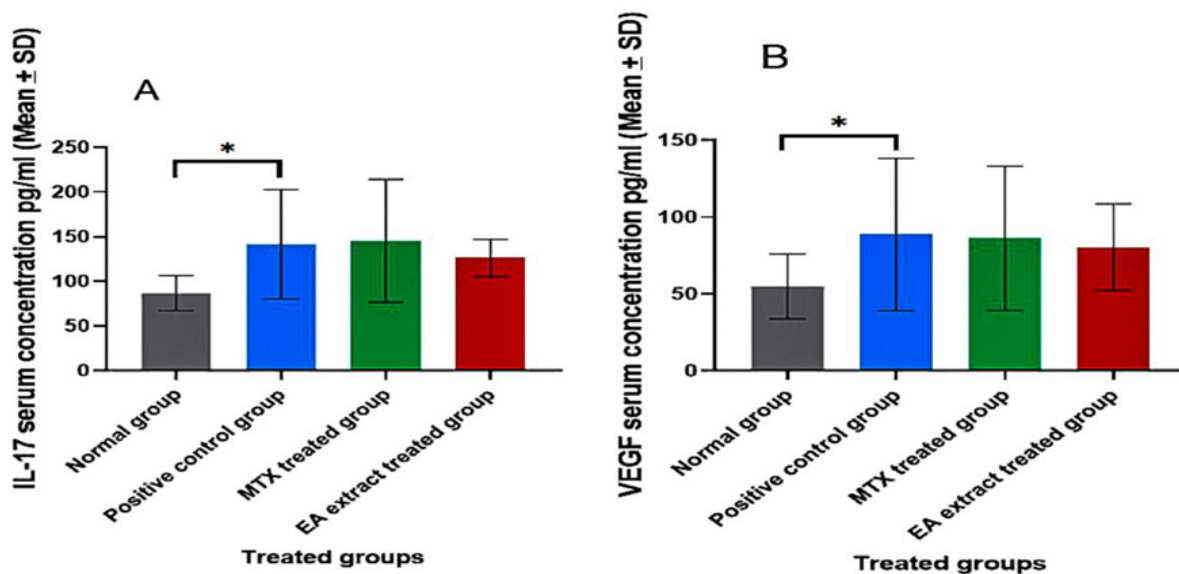 A
IL-17 serum concentration pg/ml (Mean ± SD)
*
250
200
150
100
50
0
Normal group
Positive control group
MTX treated group
EA extract treated group
Treated groups
B
VEGF serum concentration pg/ml (Mean ± SD)
*
150
100
50
0
Normal group
Positive control group
MTX treated group
EA extract treated group
Treated groups